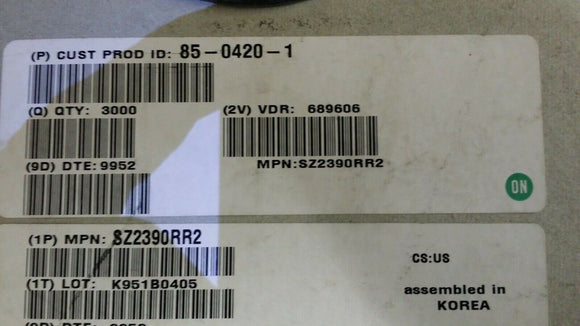 (P) CUST PROD ID: 85-0420-1
(Q) QTY: 3000
(2V) VDR: 689606
(9D) DTE: 9952
MPN:SZ2390RR2
ON
(1P) MPN: SZ2390RR2
CS:US
(1T) LOT: K951B0405
assembled in
KOREA